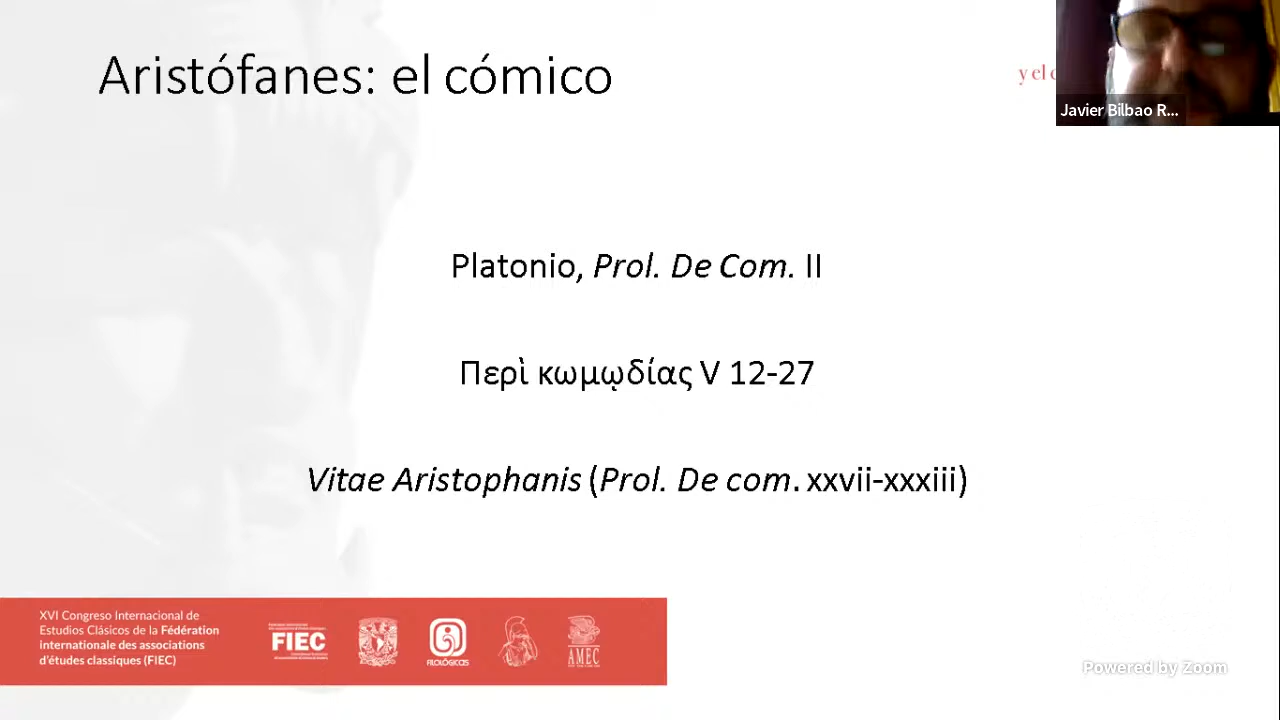 Aristófanes: el cómico
Javier Bilbao R...
Platonio, Prol. De Com. II
Περὶ κωμῳδίας V 12-27
Vitae Aristophanis (Prol. De com. xxvii-xxxiii)
XVI Congreso Internacional de
Estudios Clásicos de la Fédération
internationale des associations
d'études classiques (FIEC)
FIEC
FILOLÓGICAS
AMEC
Powered by Zoom